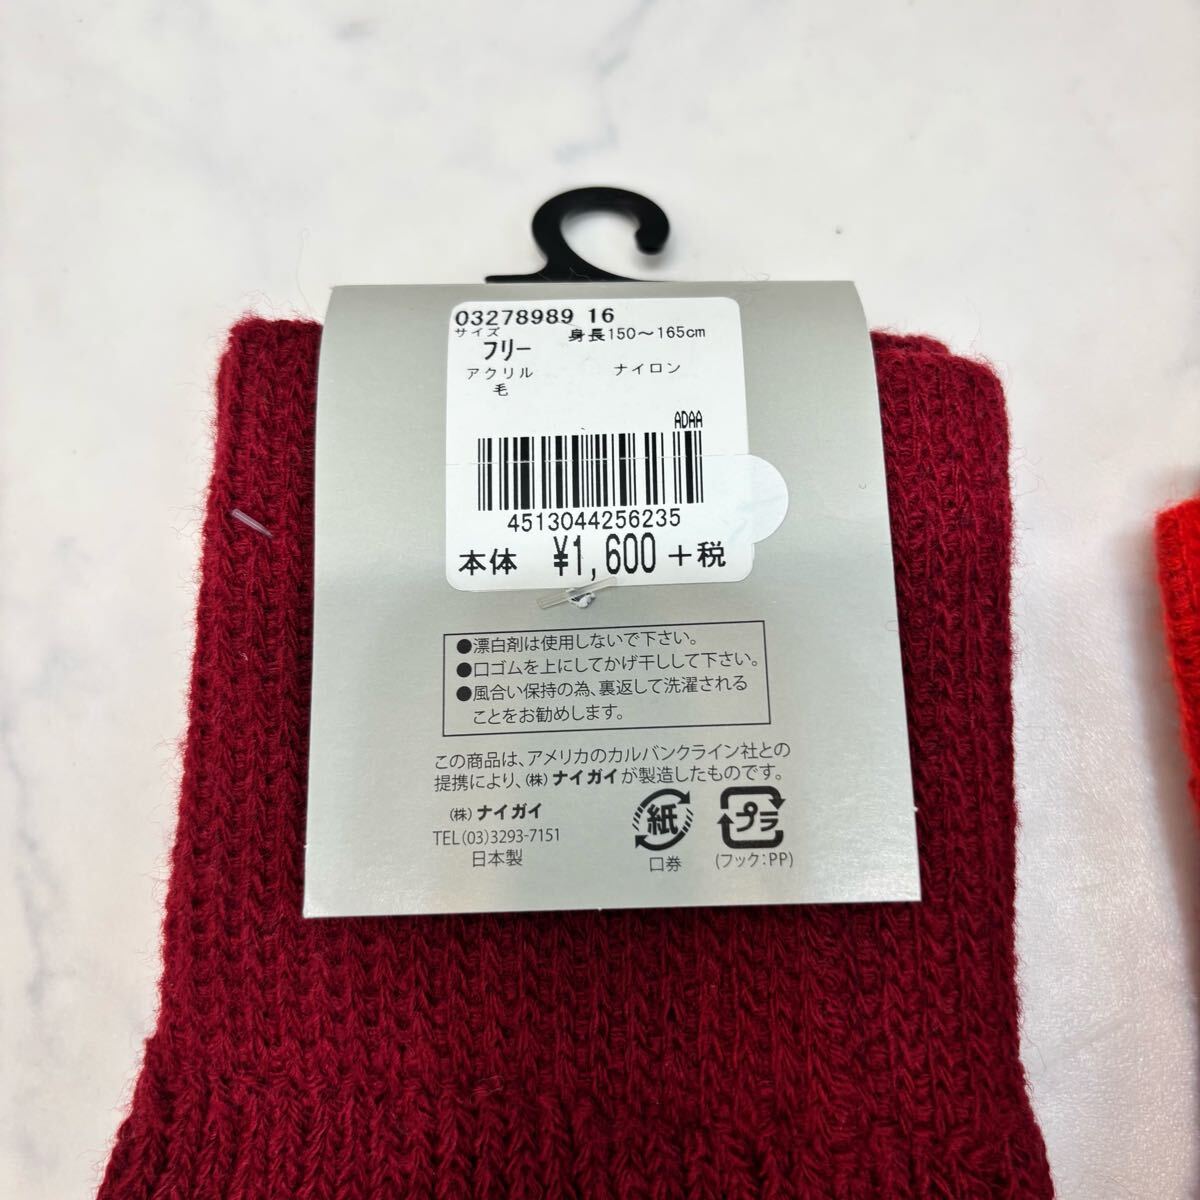 03278989 16
サイズ 身長150～165cm
フリー
アクリル ナイロン
毛
ADAA
4513044256235
本体 ¥1,600＋税
●漂白剤は使用しないで下さい。
●口ゴムを上にしてかげ干しして下さい。
●風合い保持の為、裏返して洗濯される
ことをお勧めします。
この商品は、アメリカのカルバンクライン社との
提携により、(株)ナイガイが製造したものです。
(株)ナイガイ
TEL(03)3293-7151
日本製
紙
口券
プラ
(フック:PP)